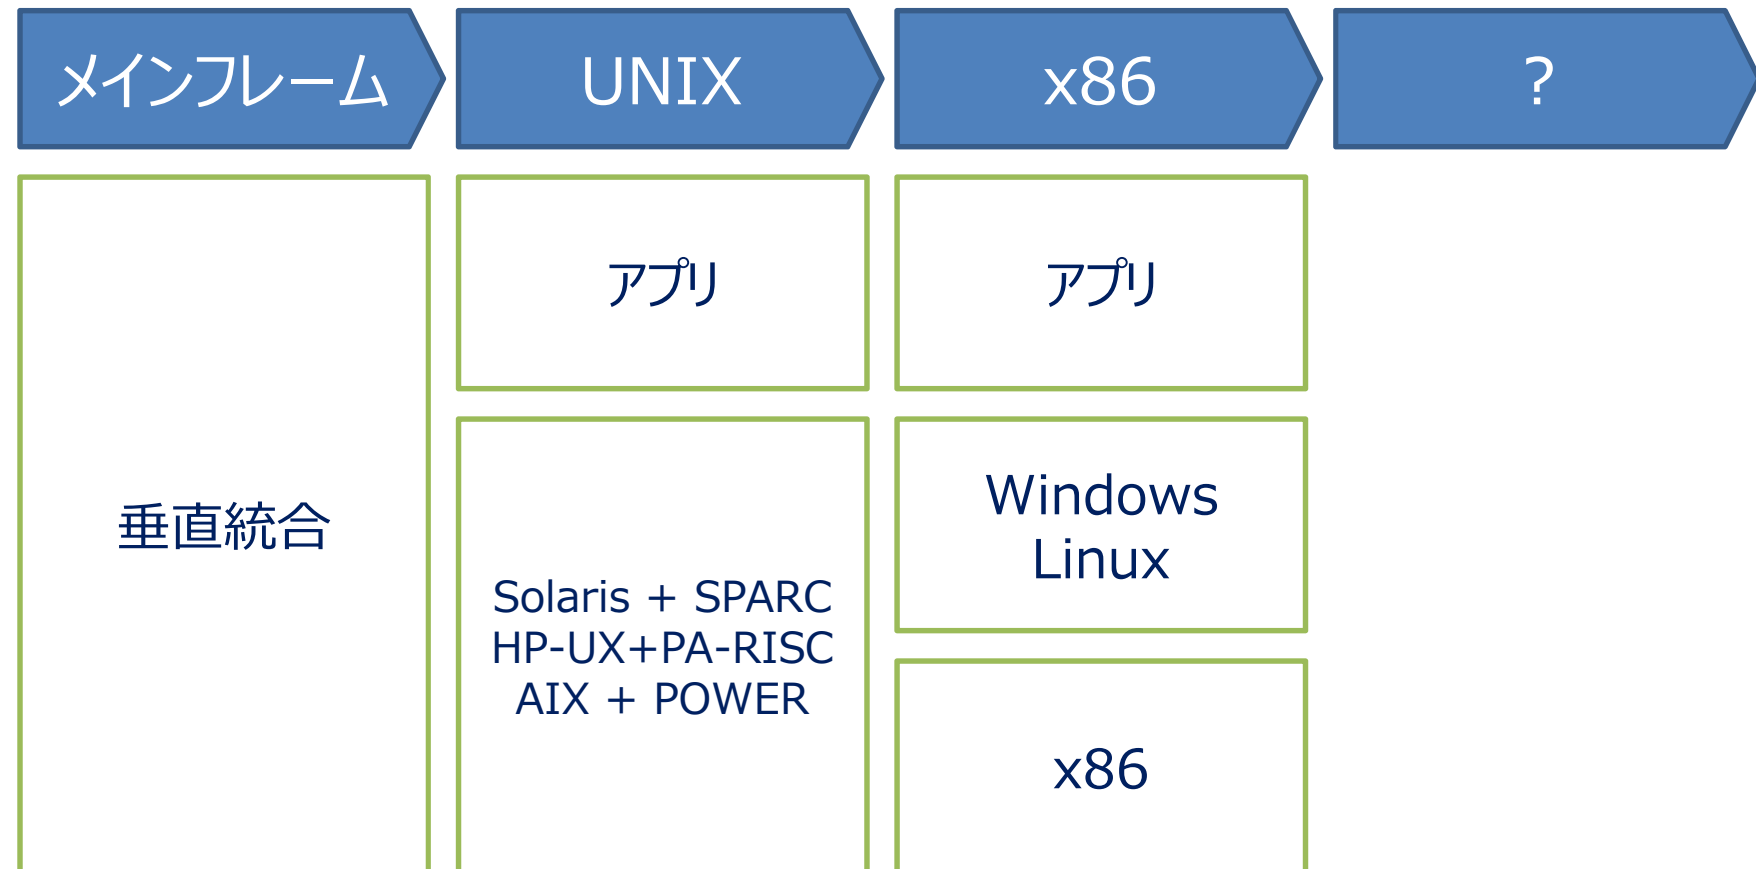 メインフレーム
UNIX
x86
?
垂直統合
アプリ
Solaris + SPARC
HP-UX+PA-RISC
AIX + POWER
アプリ
Windows
Linux
x86